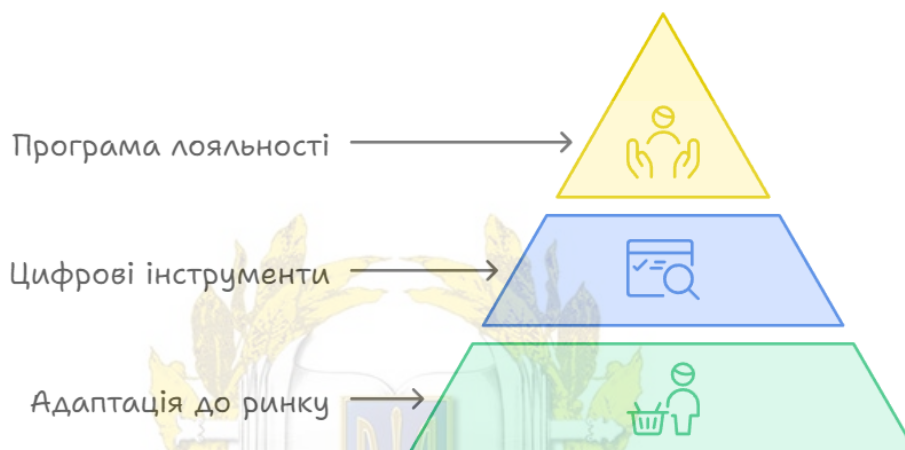 Програма лояльності
Цифрові інструменти
Адаптація до ринку